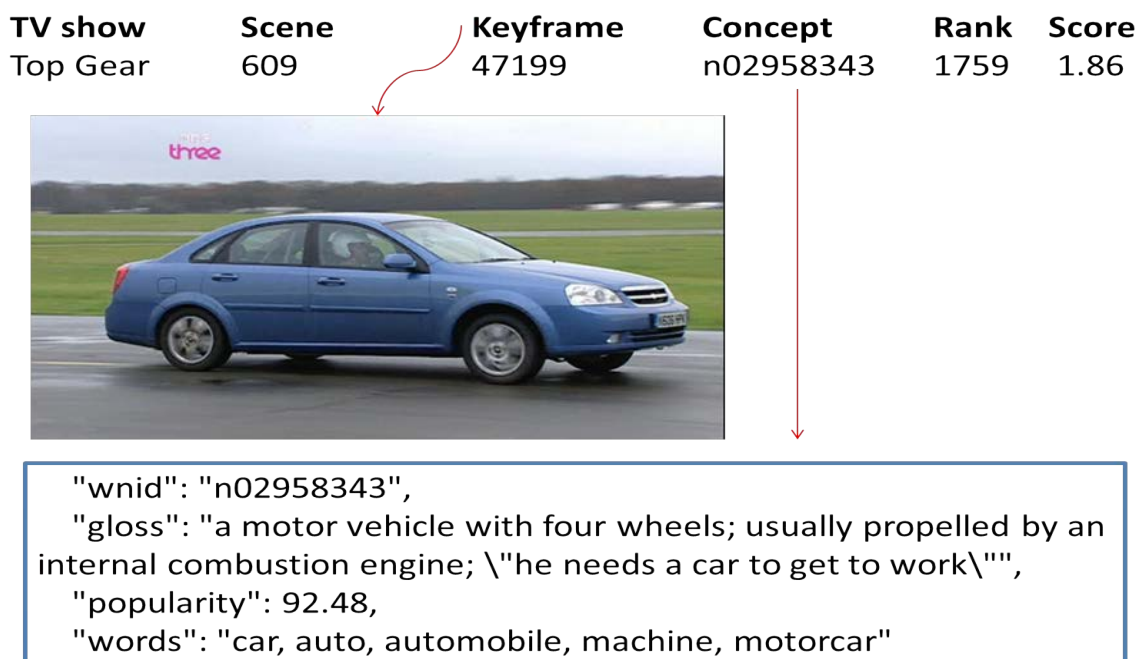 TV show Scene Keyframe Concept Rank Score
Top Gear 609 47199 n02958343 1759 1.86
three
"wnid": "n02958343",
"gloss": "a motor vehicle with four wheels; usually propelled by an
internal combustion engine; \"he needs a car to get to work\"",
"popularity": 92.48,
"words": "car, auto, automobile, machine, motorcar"